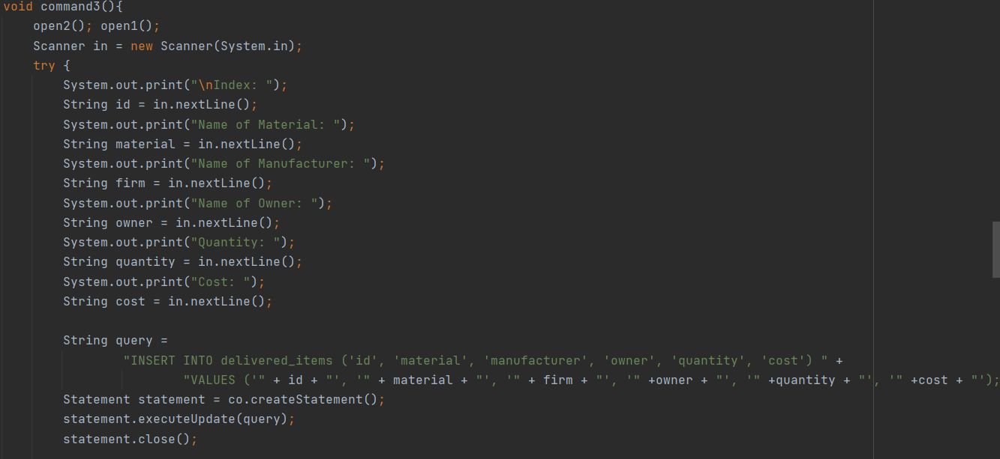 void command3(){
open2(); open1();
Scanner in = new Scanner(System.in);
try {
System.out.print("\nIndex: ");
String id = in.nextLine();
System.out.print("Name of Material: ");
String material = in.nextLine();
System.out.print("Name of Manufacturer: ");
String firm = in.nextLine();
System.out.print("Name of Owner: ");
String owner = in.nextLine();
System.out.print("Quantity: ");
String quantity = in.nextLine();
System.out.print("Cost: ");
String cost = in.nextLine();
String query =
"INSERT INTO delivered_items ('id', 'material', 'manufacturer', 'owner', 'quantity', 'cost') " +
"VALUES ('" + id + "', '" + material + "', '" + firm + "', '" +owner + "', '" +quantity + "', '" +cost + "');
Statement statement = co.createStatement();
statement.executeUpdate(query);
statement.close();